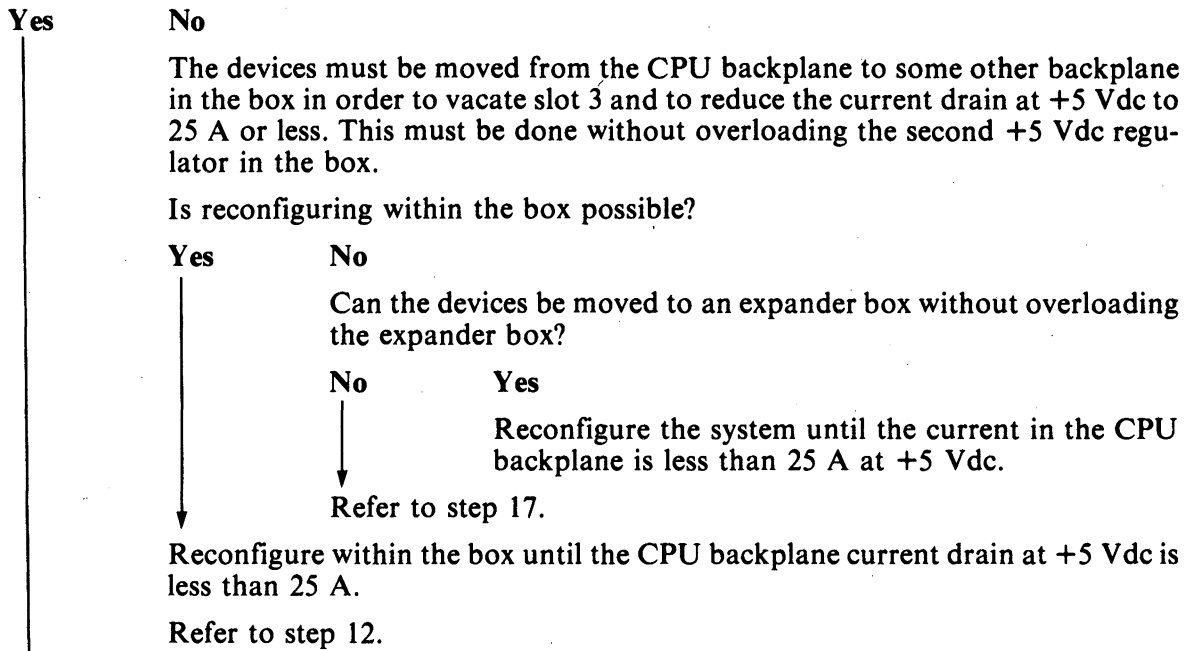 Yes No
The devices must be moved from the CPU backplane to some other backplane
in the box in order to vacate slot 3 and to reduce the current drain at +5 Vdc to
25 A or less. This must be done without overloading the second +5 Vdc regu-
lator in the box.
Is reconfiguring within the box possible?
Yes No
Can the devices be moved to an expander box without overloading
the expander box?
No Yes
Reconfigure the system until the current in the CPU
backplane is less than 25 A at +5 Vdc.
Refer to step 17.
Reconfigure within the box until the CPU backplane current drain at +5 Vdc is
less than 25 A.
Refer to step 12.